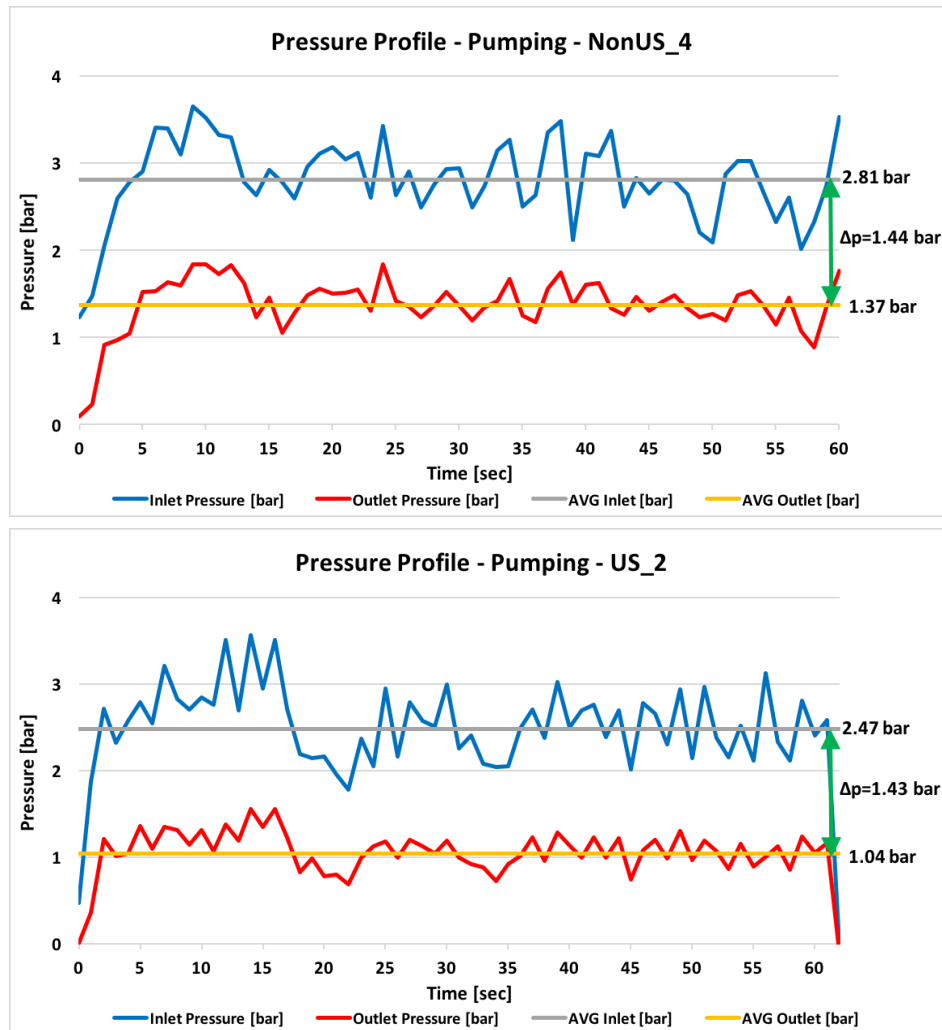 Pressure Profile - Pumping - NonUS_4
Pressure [bar]
4
3
2
1
0
2.81 bar
Δp=1.44 bar
1.37 bar
0 5 10 15 20 25 30 35 40 45 50 55 60
Time [sec]
Inlet Pressure [bar] Outlet Pressure [bar] AVG Inlet [bar] AVG Outlet [bar]
Pressure Profile - Pumping - US_2
Pressure [bar]
4
3
2
1
0
2.47 bar
Δp=1.43 bar
1.04 bar
0 5 10 15 20 25 30 35 40 45 50 55 60
Time [sec]
Inlet Pressure [bar] Outlet Pressure [bar] AVG Inlet [bar] AVG Outlet [bar]